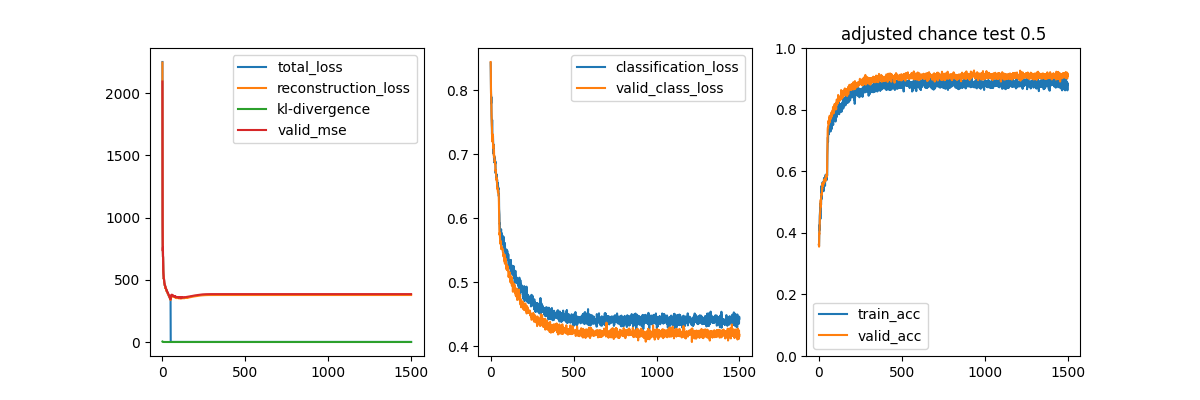 total_loss
reconstruction_loss
kl-divergence
valid_mse
2000
1500
1000
500
0
0 500 1000 1500
classification_loss
valid_class_loss
0.8
0.7
0.6
0.5
0.4
0 500 1000 1500
adjusted chance test 0.5
1.0
0.8
0.6
0.4
0.2
0.0
train_acc
valid_acc
0 500 1000 1500